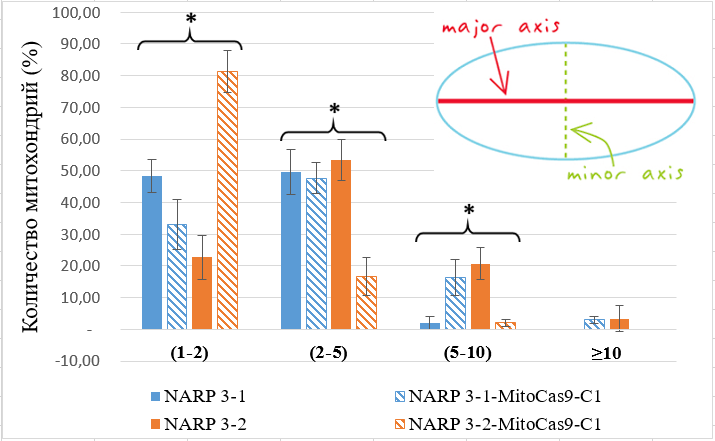 Количество митохондрий (%)
100,00
90,00
80,00
70,00
60,00
50,00
40,00
30,00
20,00
10,00
-
-10,00
*
*
*
major axis
minor axis
(1-2)
(2-5)
(5-10)
≥10
NARP 3-1
NARP 3-1-MitoCas9-C1
NARP 3-2
NARP 3-2-MitoCas9-C1